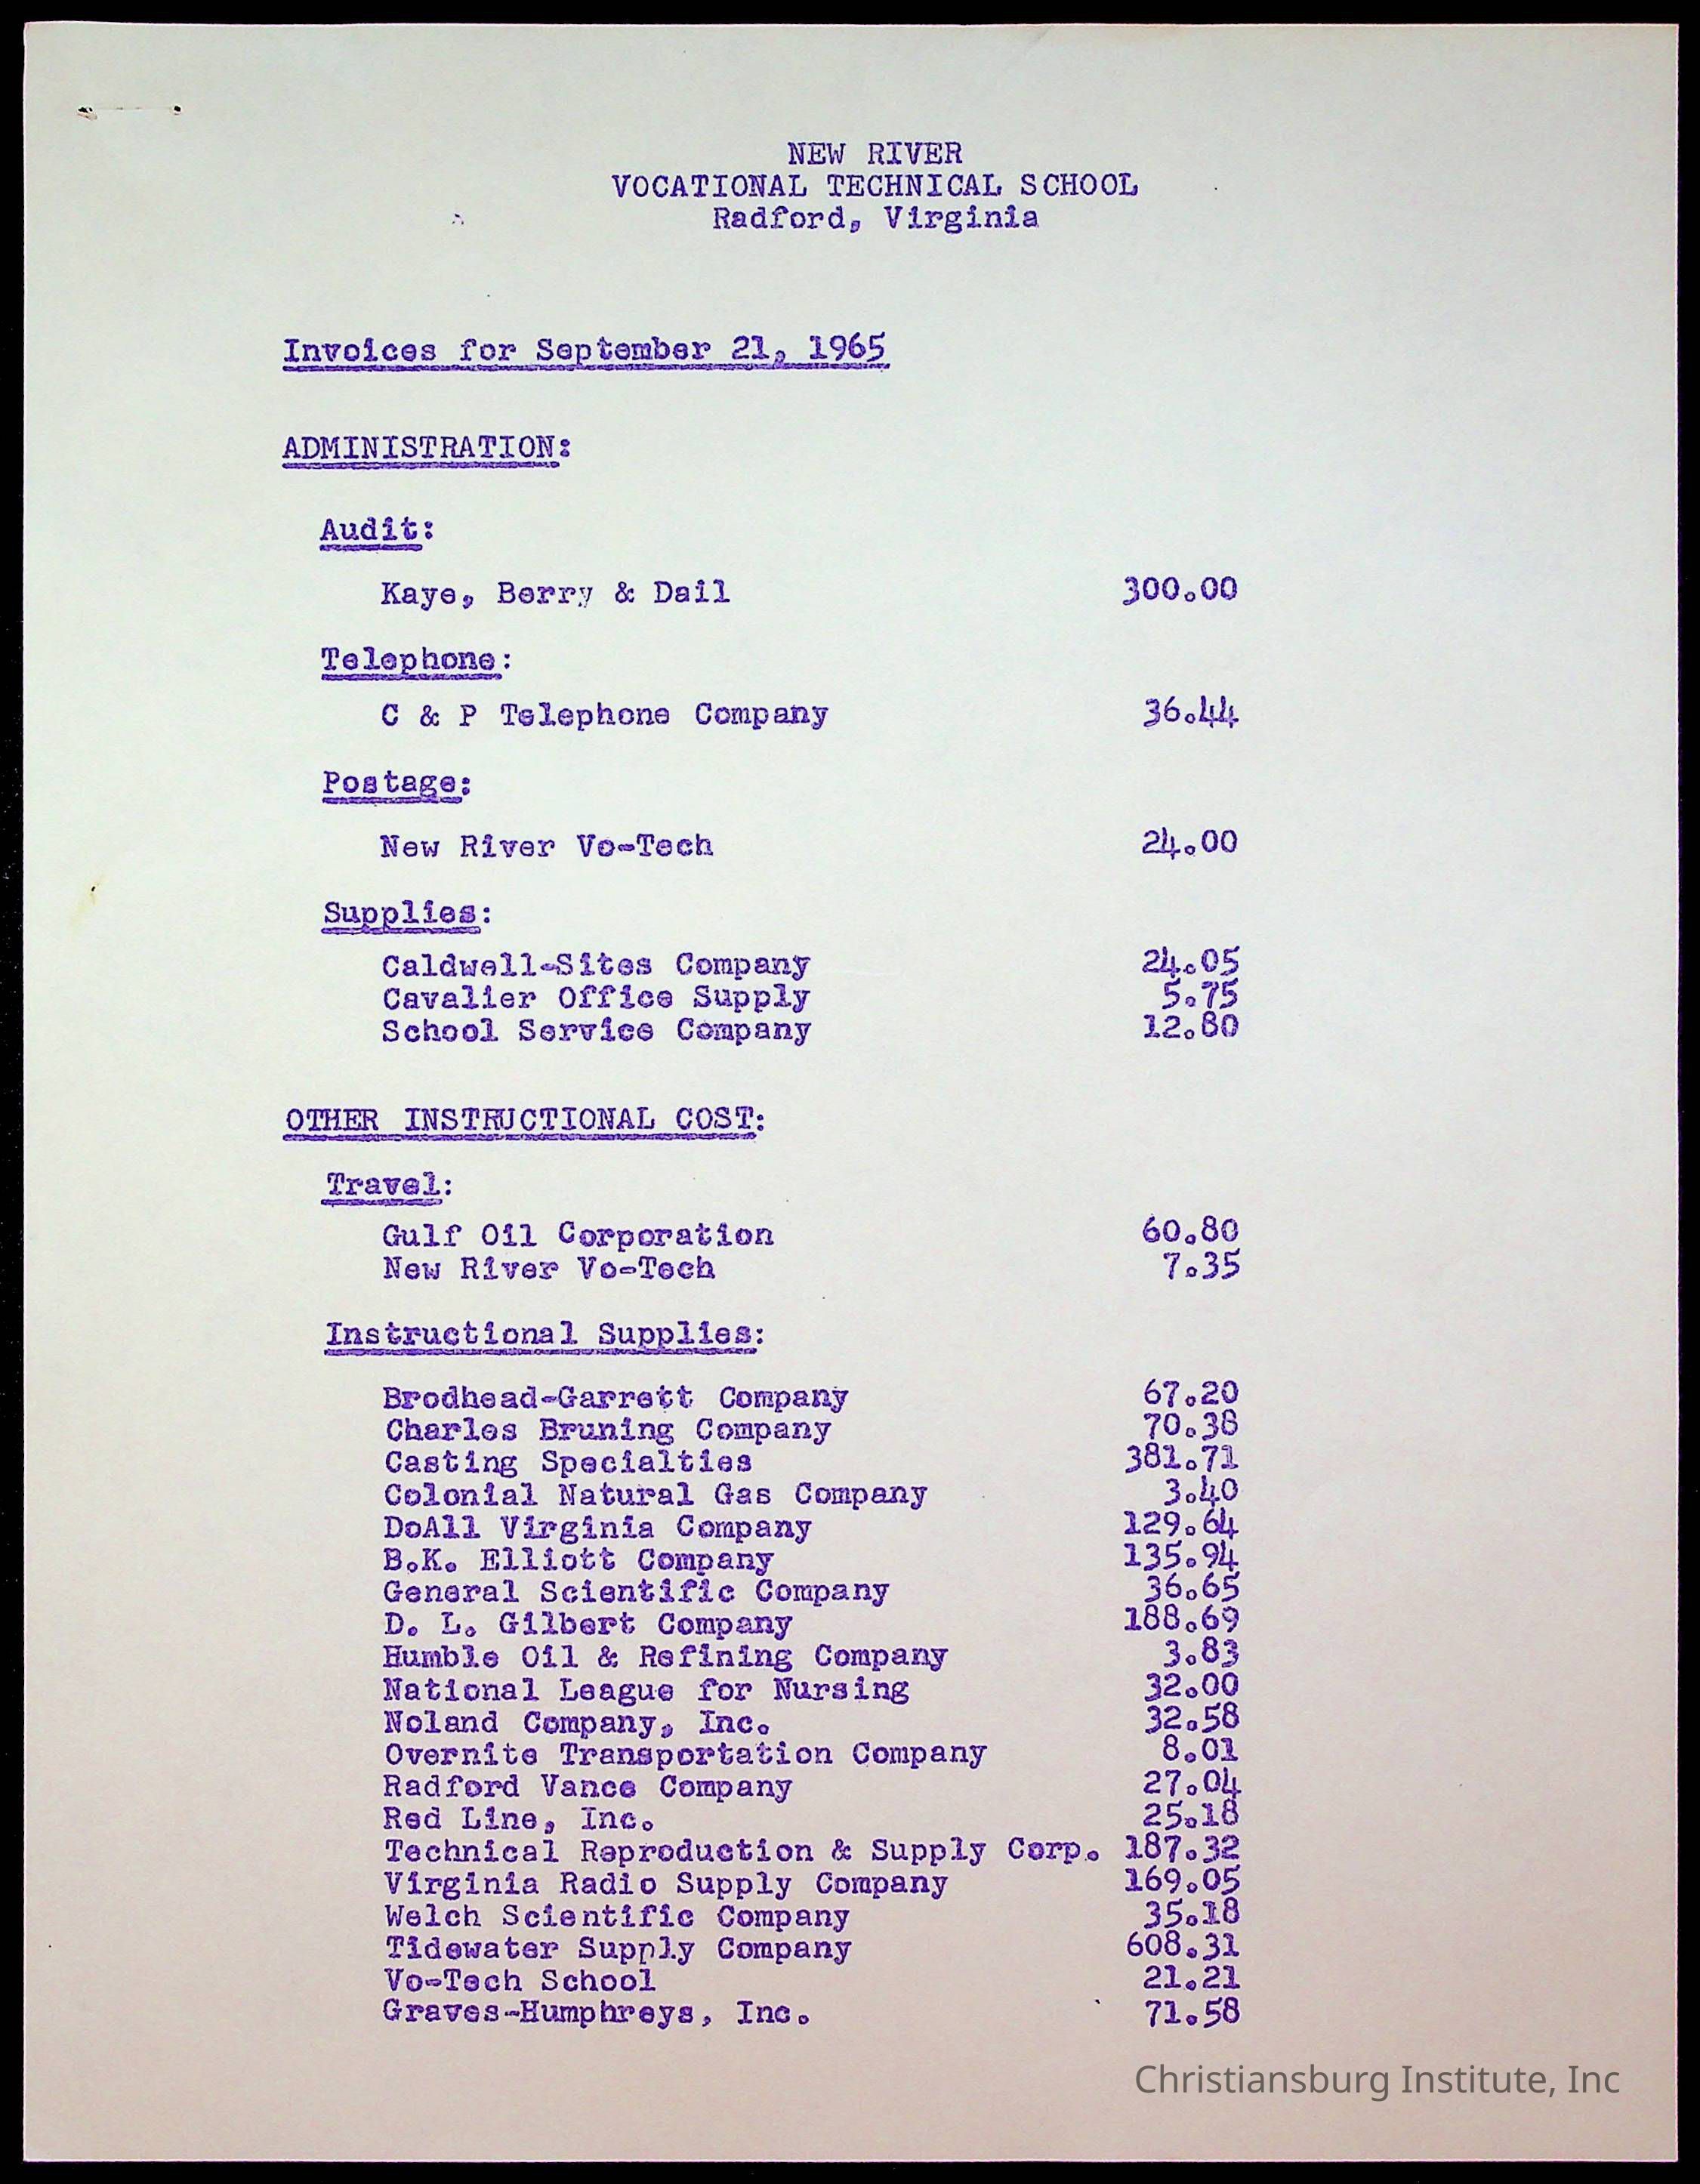 NEW RIVER
VOCATIONAL TECHNICAL SCHOOL
Radford, Virginia
Invoices for September 21, 1965
ADMINISTRATION:
Audit:
Kaye, Berry & Dail 300.00
Telephone:
C & P Telephone Company 36.44
Postage:
New River Vo-Tech 24.00
Supplies:
Caldwell-Sites Company 24.05
Cavalier Office Supply 5.75
School Service Company 12.80
OTHER INSTRUCTIONAL COST:
Travel:
Gulf Oil Corporation 60.80
New River Vo-Tech 7.35
Instructional Supplies:
Brodhead-Garrett Company 67.20
Charles Bruning Company 70.38
Casting Specialties 381.71
Colonial Natural Gas Company 3.40
DoAll Virginia Company 129.64
B.K. Elliott Company 135.94
General Scientific Company 36.65
D. L. Gilbert Company 188.69
Humble Oil & Refining Company 3.83
National League for Nursing 32.00
Noland Company, Inc. 32.58
Overnite Transportation Company 8.01
Radford Vance Company 27.04
Red Line, Inc. 25.18
Technical Reproduction & Supply Corp. 187.32
Virginia Radio Supply Company 169.05
Welch Scientific Company 35.18
Tidewater Supply Company 608.31
Vo-Tech School 21.21
Graves-Humphreys, Inc. 71.58
Christiansburg Institute, Inc